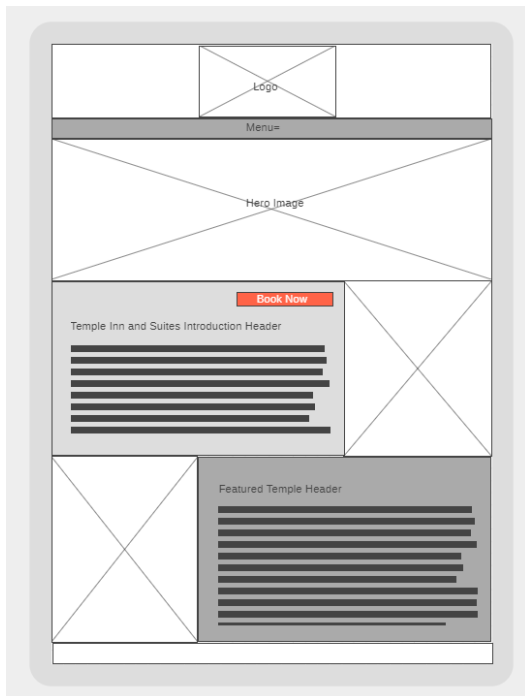 Logo
Menu=
Hero Image
Book Now
Temple Inn and Suites Introduction Header
Featured Temple Header